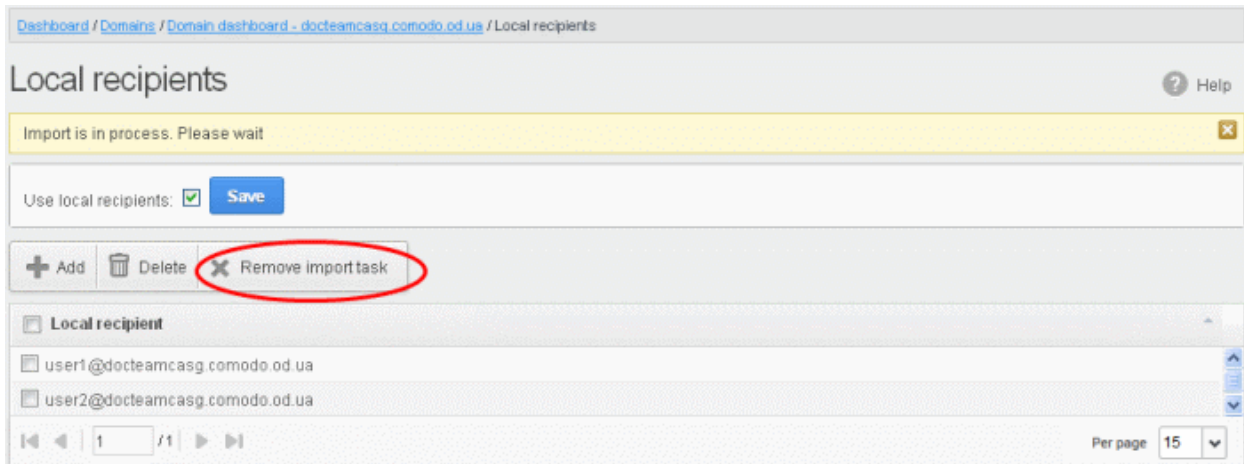 Dashboard / Domains / Domain dashboard - docteamcasg.comodo.od.ua / Local recipients
Local recipients
Help
Import is in process. Please wait
Use local recipients: Save
Add Delete Remove import task
Local recipient
user1@docteamcasg.comodo.od.ua
user2@docteamcasg.comodo.od.ua
1 / 1 Per page 15